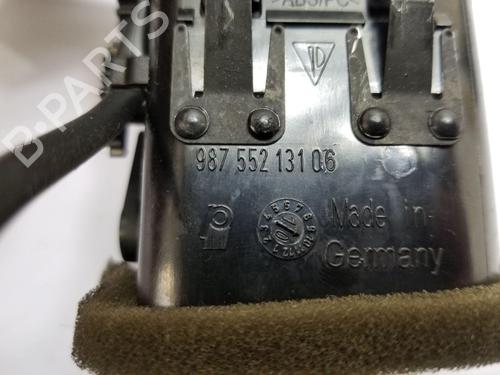 >ABS/PC<
987 552 131 06
Made in
Germany
B-PARTS